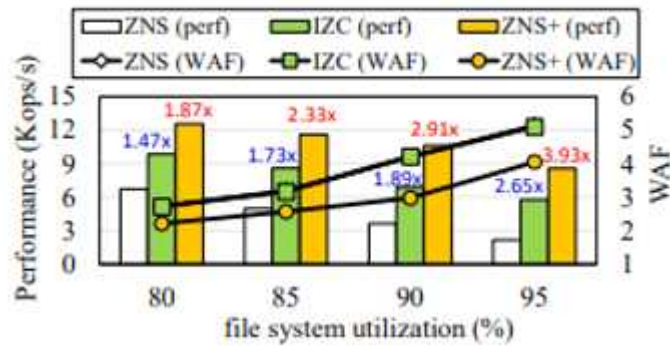 ZNS (perf) IZC (perf) ZNS+ (perf)
ZNS (WAF) IZC (WAF) ZNS+ (WAF)
Performance (Kops/s)
15
12
9
6
3
0
1.47x 1.87x
1.73x 2.33x
1.89x 2.91x
2.65x 3.93x
6
5
4
3
2
1
WAF
80 85 90 95
file system utilization (%)